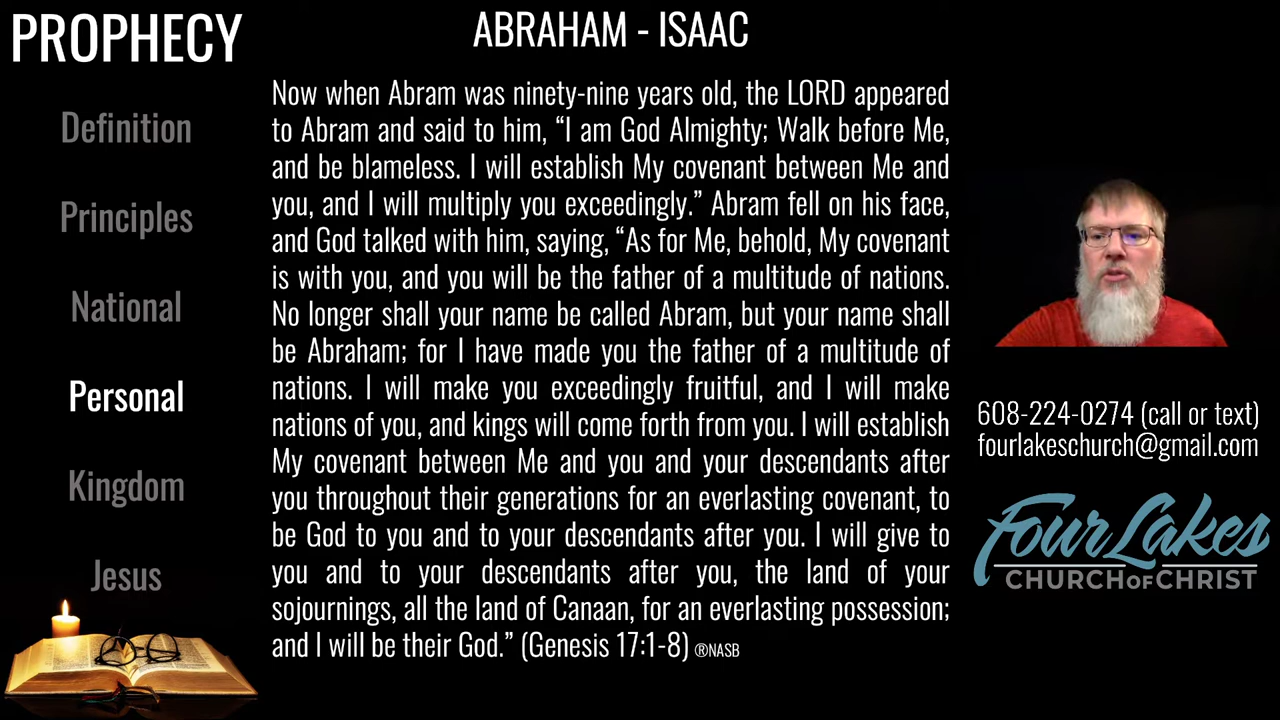 PROPHECY
Definition
Principles
National
Personal
Kingdom
Jesus
ABRAHAM - ISAAC
Now when Abram was ninety-nine years old, the LORD appeared
to Abram and said to him, “I am God Almighty; Walk before Me,
and be blameless. I will establish My covenant between Me and
you, and I will multiply you exceedingly.” Abram fell on his face,
and God talked with him, saying, “As for Me, behold, My covenant
is with you, and you will be the father of a multitude of nations.
No longer shall your name be called Abram, but your name shall
be Abraham; for I have made you the father of a multitude of
nations. I will make you exceedingly fruitful, and I will make
nations of you, and kings will come forth from you. I will establish
My covenant between Me and you and your descendants after
you throughout their generations for an everlasting covenant, to
be God to you and to your descendants after you. I will give to
you and to your descendants after you, the land of your
sojournings, all the land of Canaan, for an everlasting possession;
and I will be their God.” (Genesis 17:1-8) ®NASB
608-224-0274 (call or text)
fourlakeschurch@gmail.com
Four Lakes
CHURCH OF CHRIST